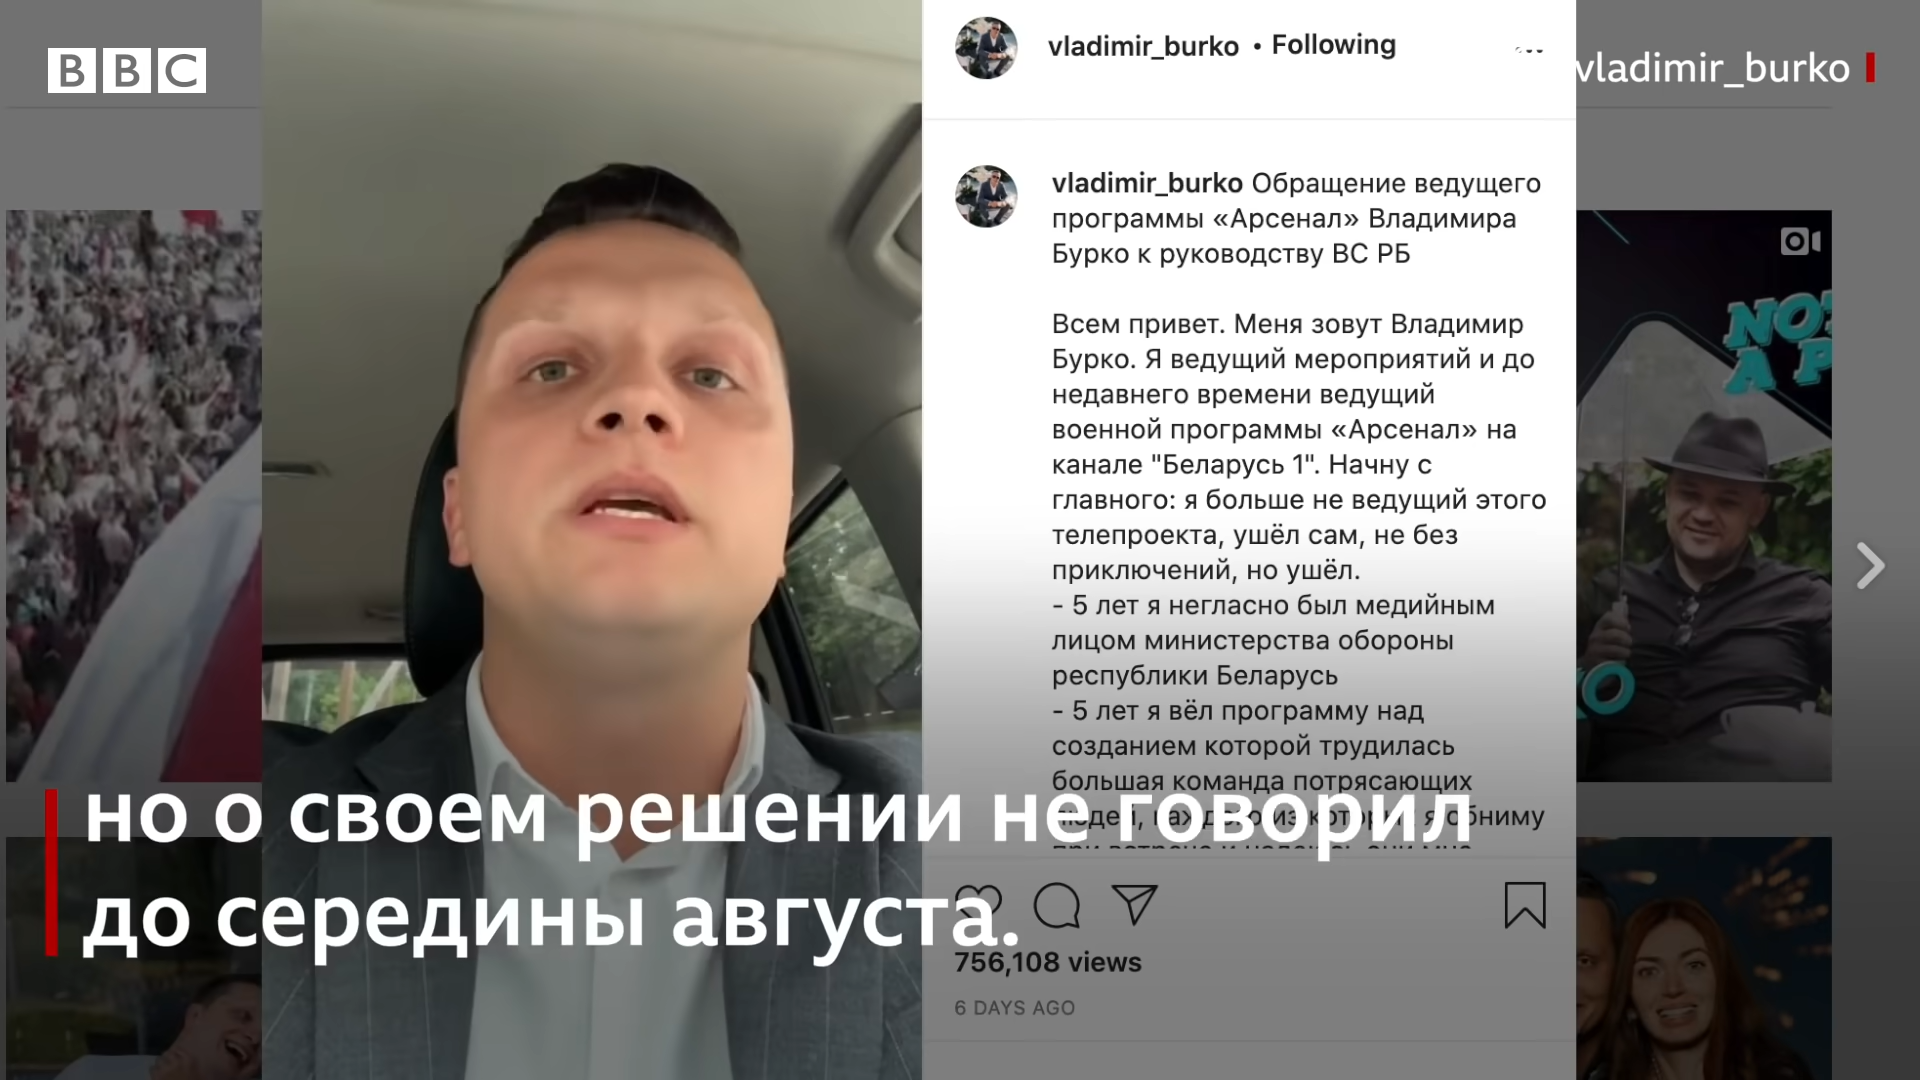 BBC
vladimir_burko • Following
vladimir_burko
vladimir_burko Обращение ведущего
программы «Арсенал» Владимира
Бурко к руководству ВС РБ
Всем привет. Меня зовут Владимир
Бурко. Я ведущий мероприятий и до
недавнего времени ведущий
военной программы «Арсенал» на
канале "Беларусь 1". Начну с
главного: я больше не ведущий этого
телепроекта, ушёл сам, не без
приключений, но ушёл.
- 5 лет я негласно был медийным
лицом министерства обороны
республики Беларусь
- 5 лет я вёл программу над
созданием которой трудилась
большая команда потрясающих
я обниму
но о своем решении не говорил
до середины августа.
756,108 views
6 DAYS AGO
A